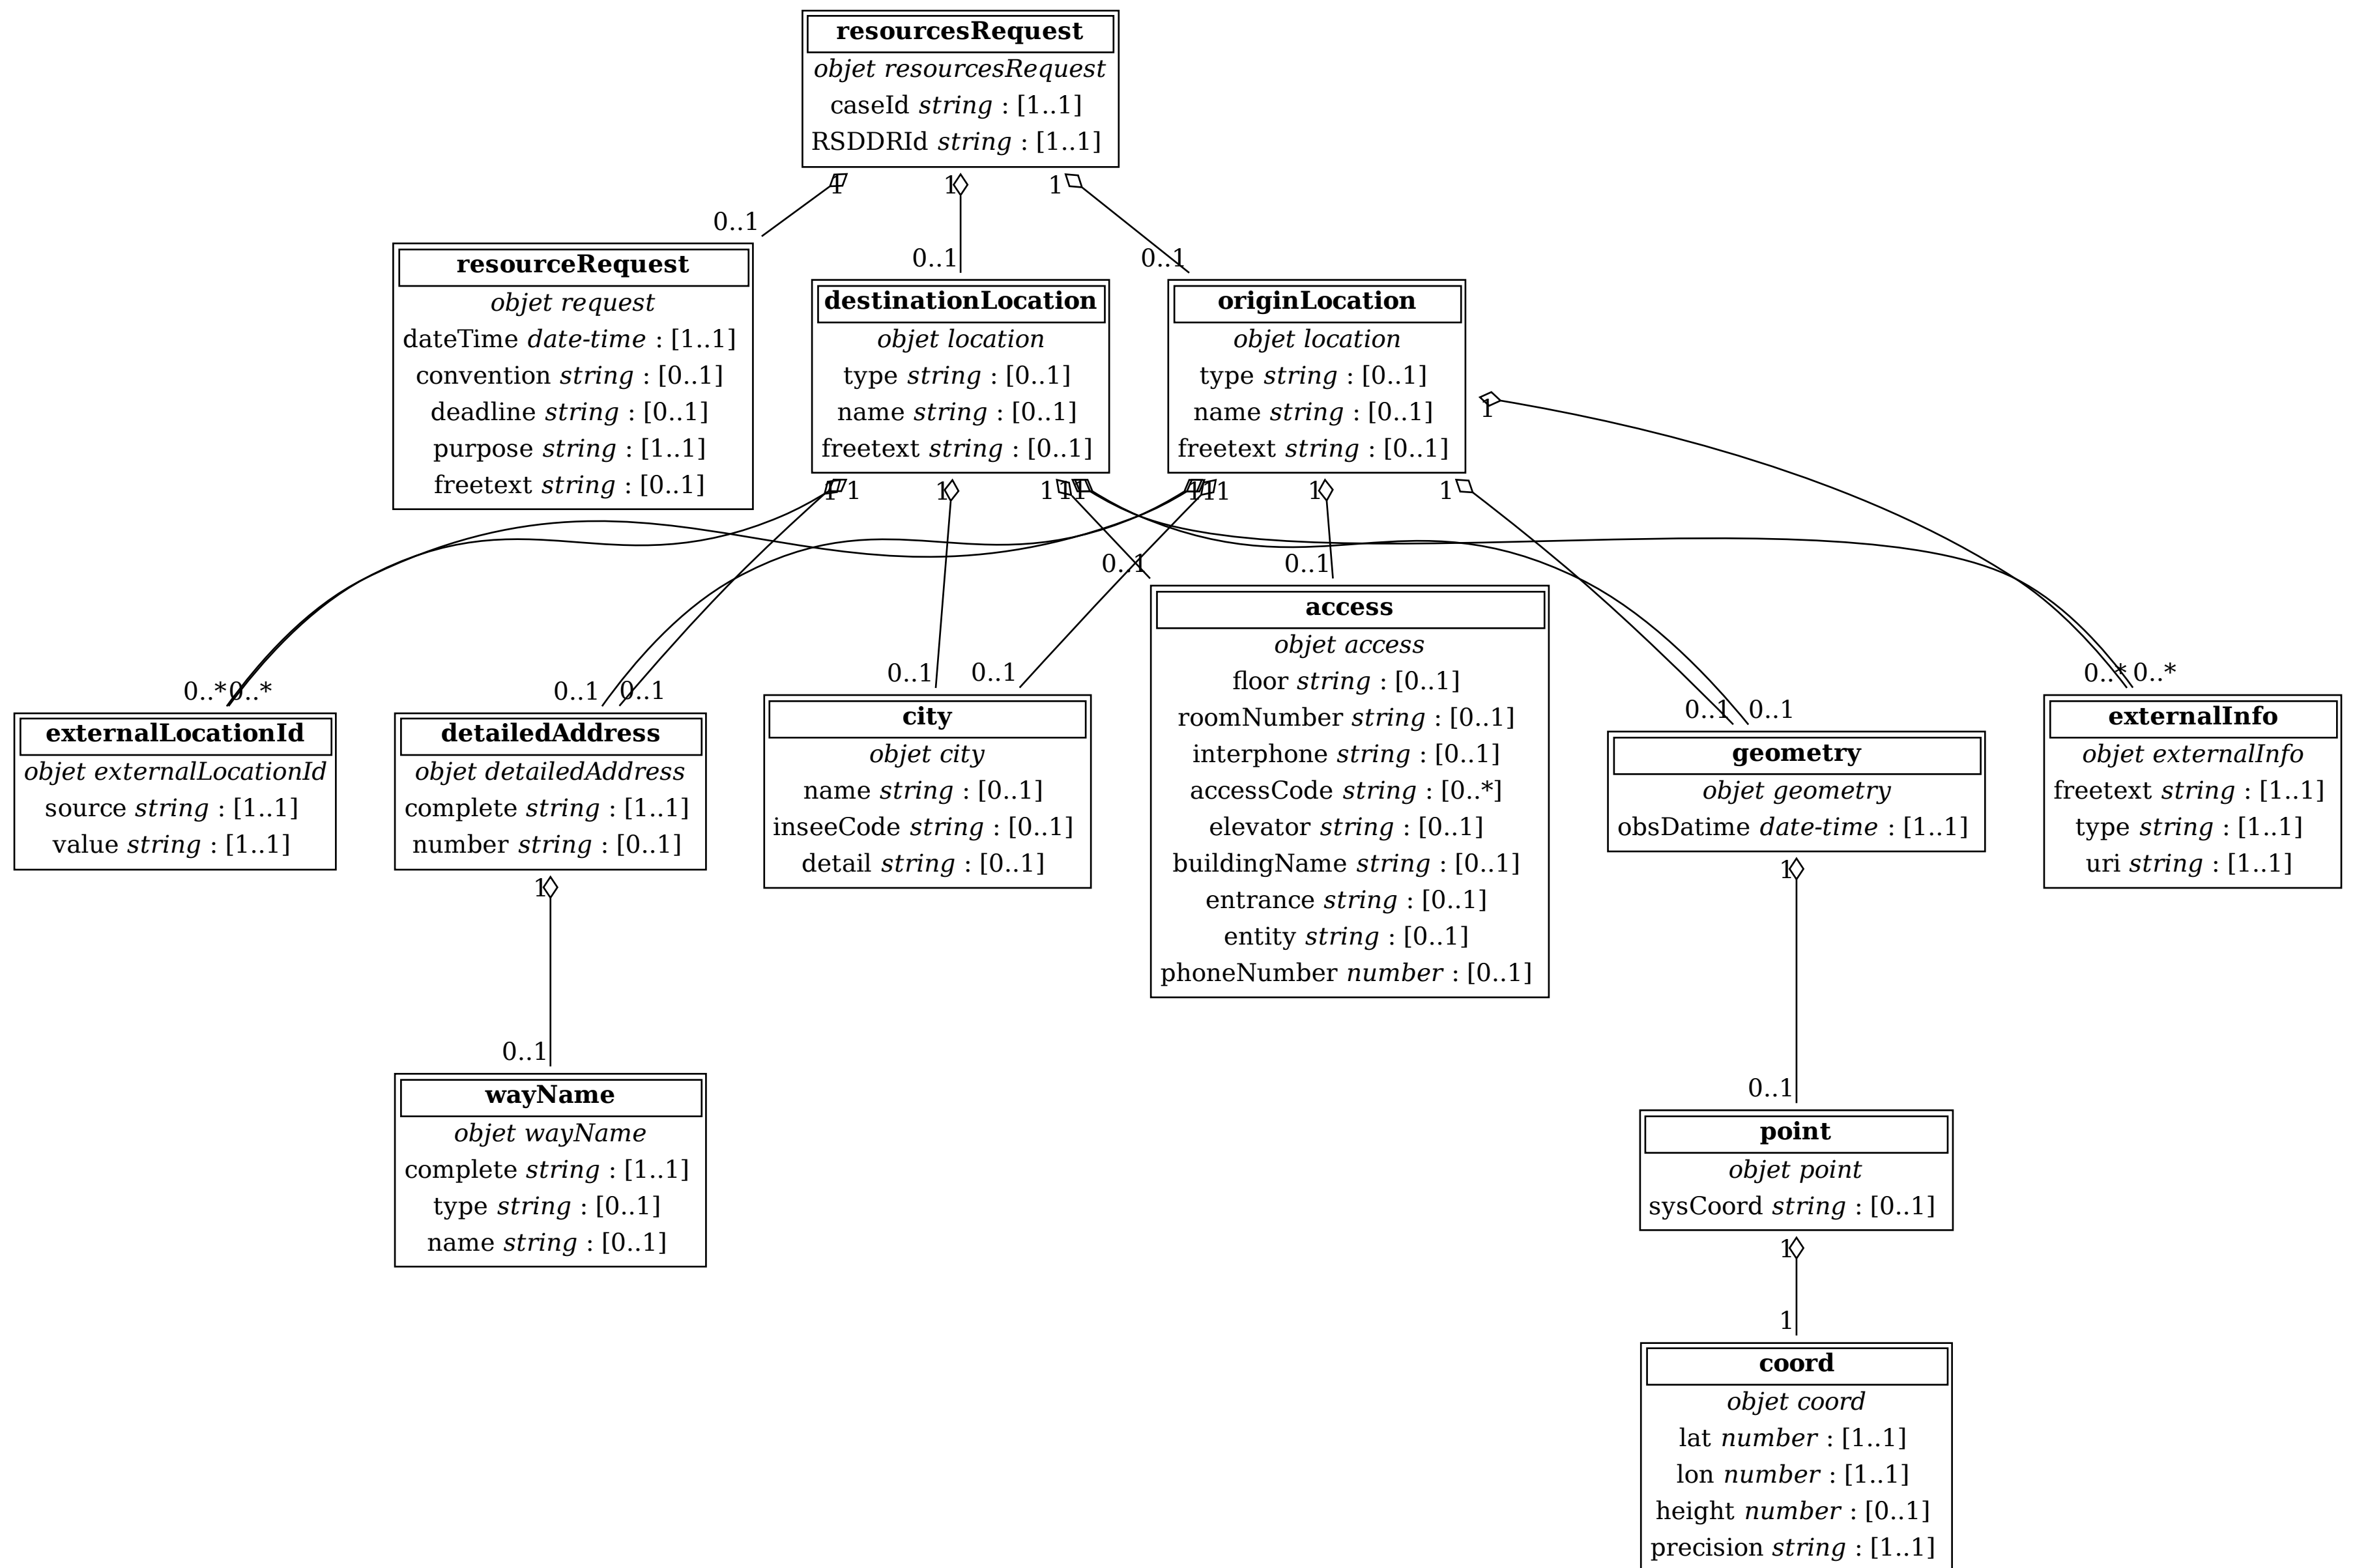 resourcesRequest
objet resourcesRequest
caseId string : [1..1]
RSDDRId string : [1..1]
1
1
1
0..1
0..1
0..1
resourceRequest
objet request
dateTime date-time : [1..1]
convention string : [0..1]
deadline string : [0..1]
purpose string : [1..1]
freetext string : [0..1]
destinationLocation
objet location
type string : [0..1]
name string : [0..1]
freetext string : [0..1]
originLocation
objet location
type string : [0..1]
name string : [0..1]
freetext string : [0..1]
1
1
1
1
1
1
1
1
1
1
1
1
0..1
0..1
0..*
0..*
0..1
0..1
0..1
0..1
0..1
0..1
0..*
0..*
externalLocationId
objet externalLocationId
source string : [1..1]
value string : [1..1]
detailedAddress
objet detailedAddress
complete string : [1..1]
number string : [0..1]
city
objet city
name string : [0..1]
inseeCode string : [0..1]
detail string : [0..1]
access
objet access
floor string : [0..1]
roomNumber string : [0..1]
interphone string : [0..1]
accessCode string : [0..*]
elevator string : [0..1]
buildingName string : [0..1]
entrance string : [0..1]
entity string : [0..1]
phoneNumber number : [0..1]
geometry
objet geometry
obsDatime date-time : [1..1]
externalInfo
objet externalInfo
freetext string : [1..1]
type string : [1..1]
uri string : [1..1]
1
0..1
wayName
objet wayName
complete string : [1..1]
type string : [0..1]
name string : [0..1]
1
0..1
point
objet point
sysCoord string : [0..1]
1
1
coord
objet coord
lat number : [1..1]
lon number : [1..1]
height number : [0..1]
precision string : [1..1]